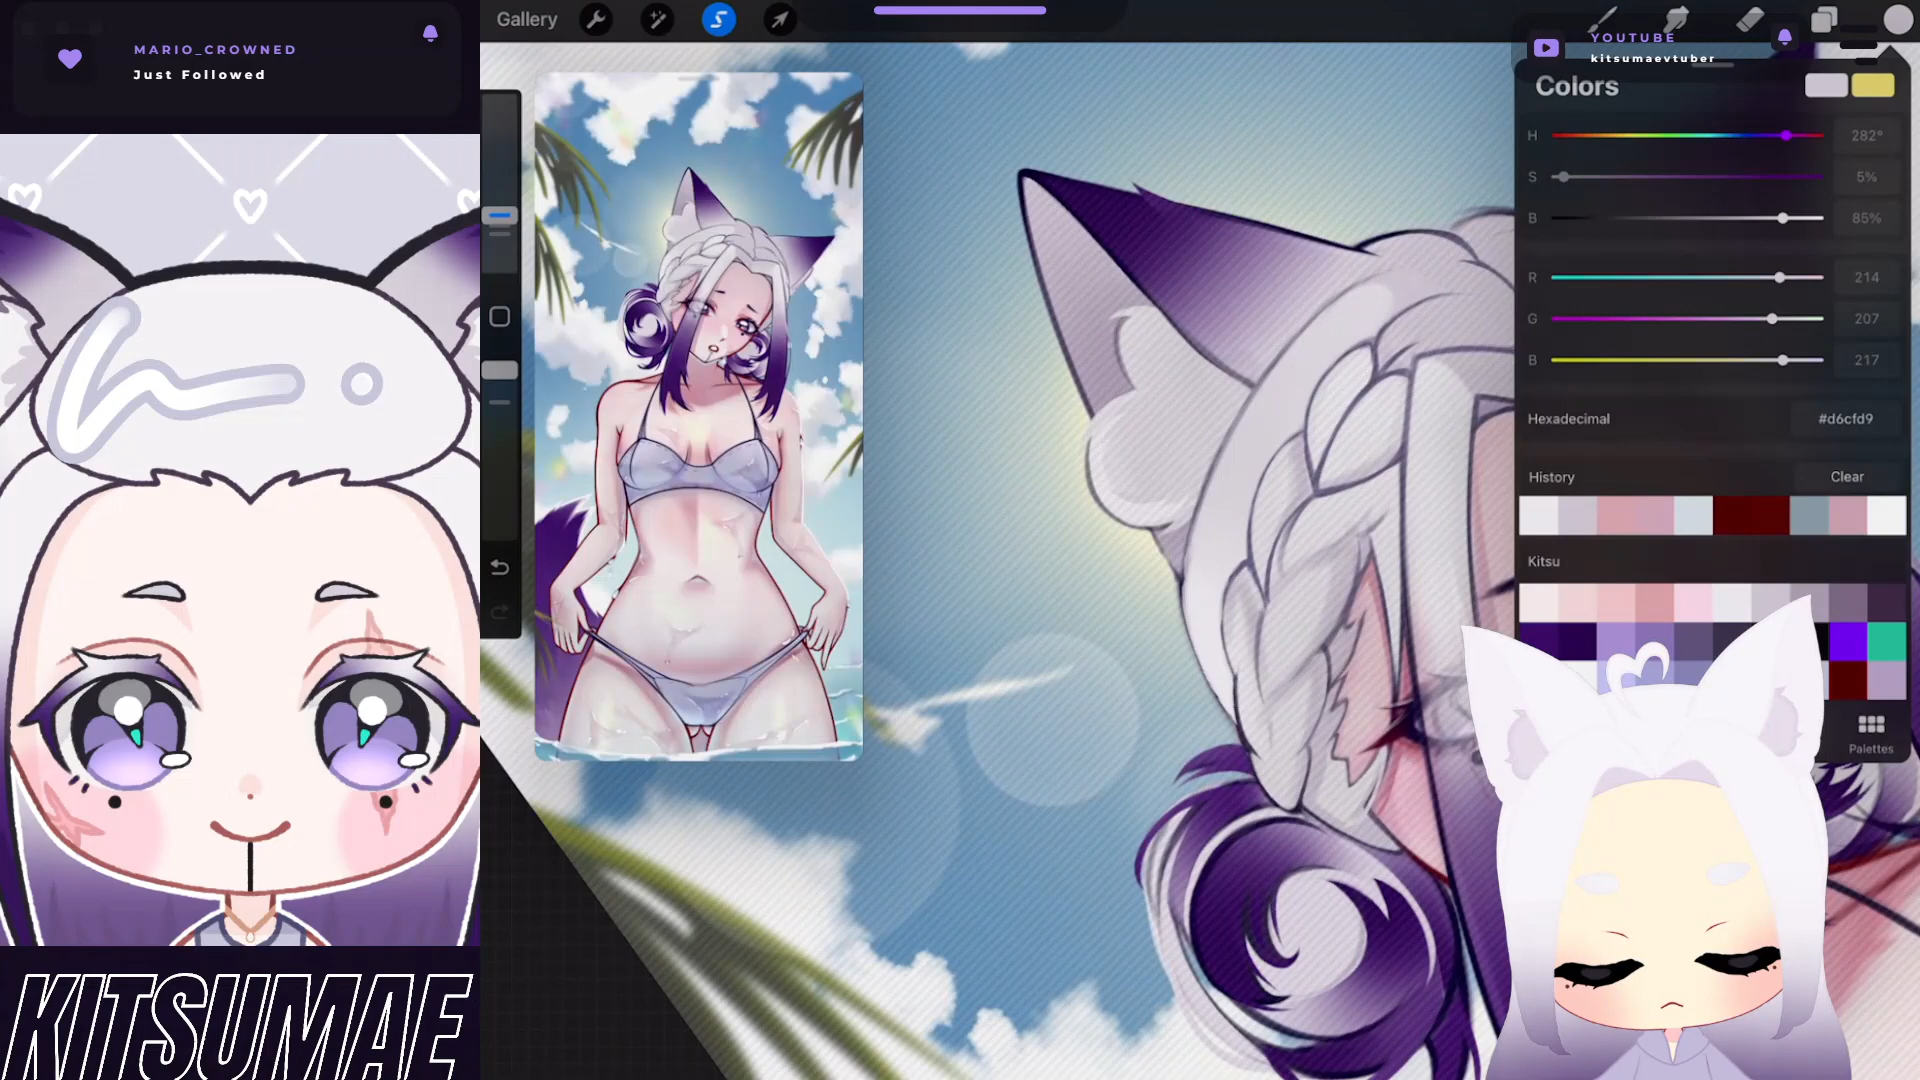 MARIO_CROWNED
Just Followed
KITSUMAE
Gallery
YOUTUBE
kitsumaevtuber
Colors
H 282°
S 5%
B 85%
R 214
G 207
B 217
Hexadecimal #d6cfd9
History Clear
Kitsu
Palettes